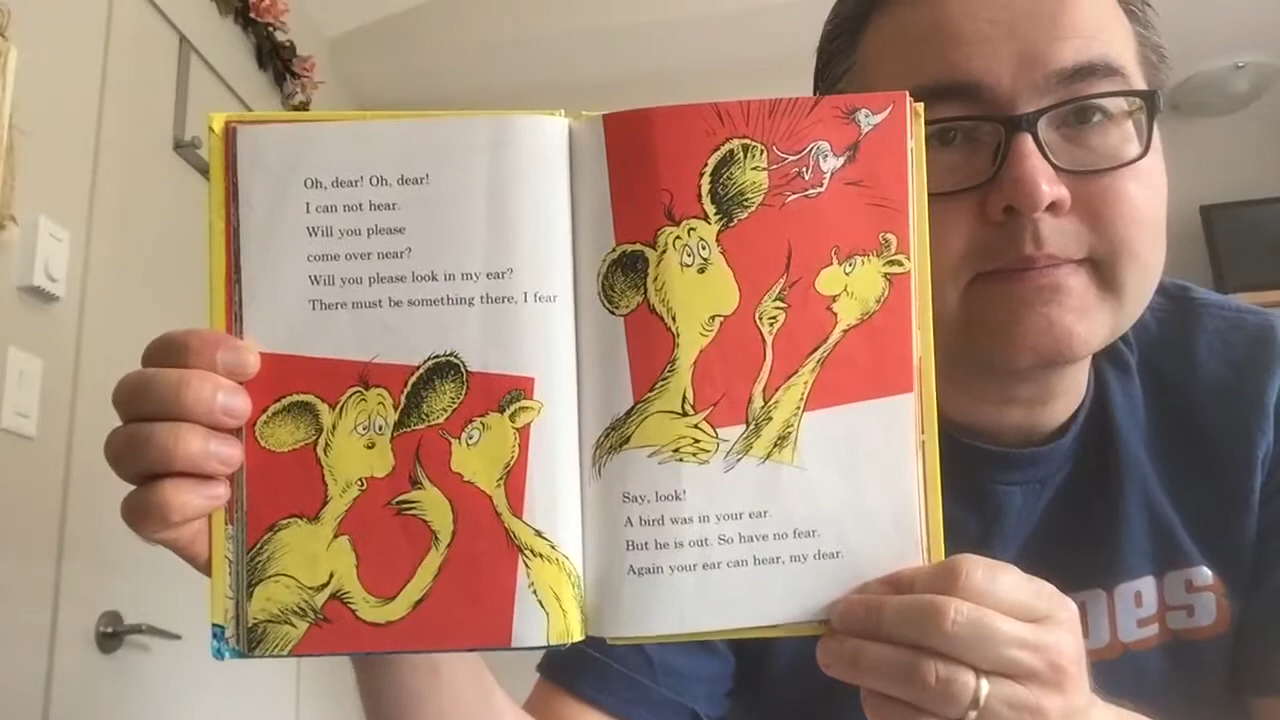 Oh, dear! Oh, dear!
I can not hear.
Will you please
come over near?
Will you please look in my ear?
There must be something there, I fear
Say, look!
A bird was in your ear.
But he is out. So have no fear.
Again your ear can hear, my dear.